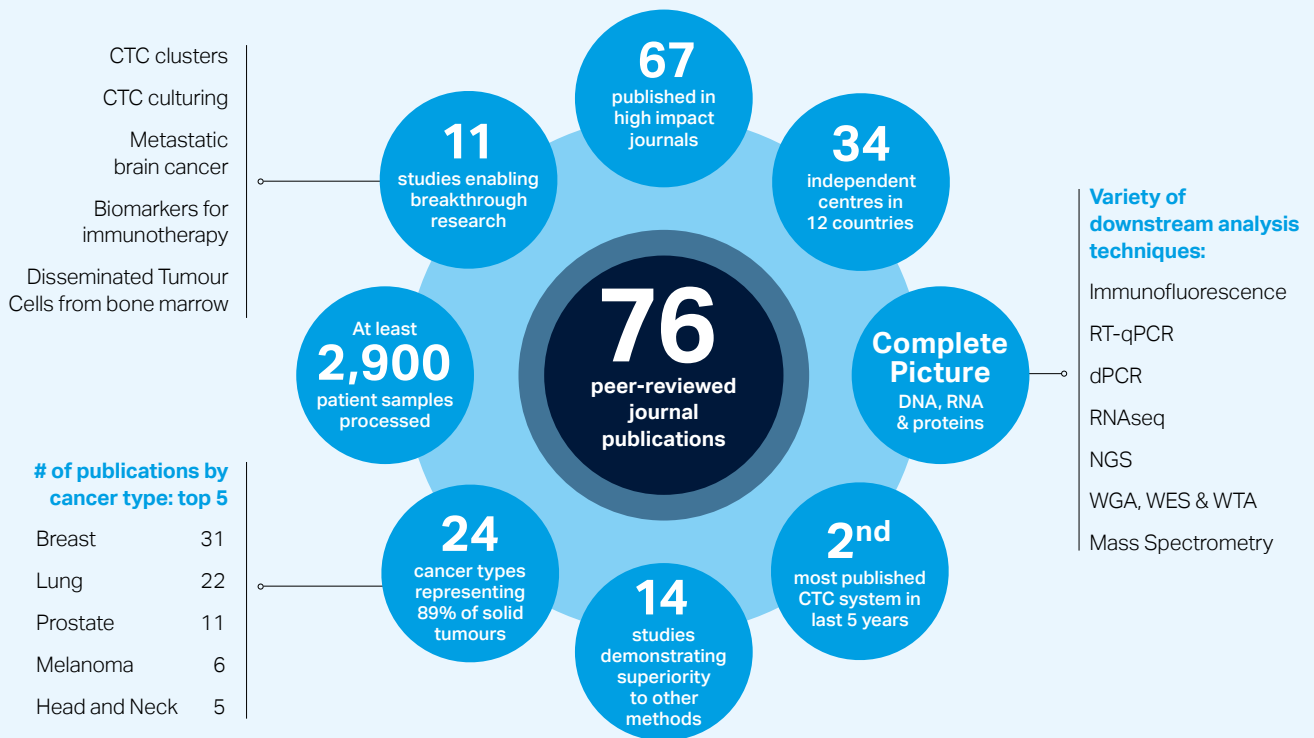 CTC clusters
CTC culturing
Metastatic
brain cancer
Biomarkers for
immunotherapy
Disseminated Tumour
Cells from bone marrow
11
studies enabling
breakthrough
research
67
published in
high impact
journals
34
independent
centres in
12 countries
At least
2,900
patient samples
processed
76
peer-reviewed
journal
publications
Complete
Picture
DNA, RNA
& proteins
Variety of
downstream analysis
techniques:
Immunofluorescence
RT-qPCR
dPCR
RNAseq
NGS
WGA, WES & WTA
Mass Spectrometry
# of publications by
cancer type: top 5
Breast 31
Lung 22
Prostate 11
Melanoma 6
Head and Neck 5
24
cancer types
representing
89% of solid
tumours
14
studies
demonstrating
superiority
to other
methods
2nd
most published
CTC system in
last 5 years